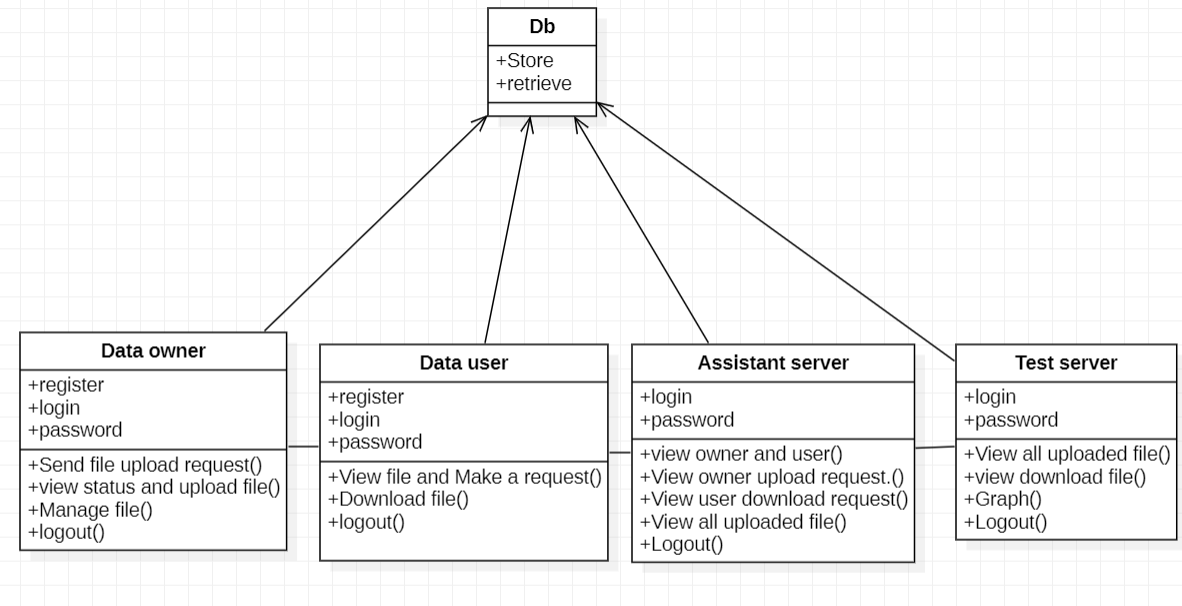 Db
+Store
+retrieve
Data owner
+register
+login
+password
+Send file upload request()
+view status and upload file()
+Manage file()
+logout()
Data user
+register
+login
+password
+View file and Make a request()
+Download file()
+logout()
Assistant server
+login
+password
+view owner and user()
+View owner upload request.()
+View user download request()
+View all uploaded file()
+Logout()
Test server
+login
+password
+View all uploaded file()
+view download file()
+Graph()
+Logout()